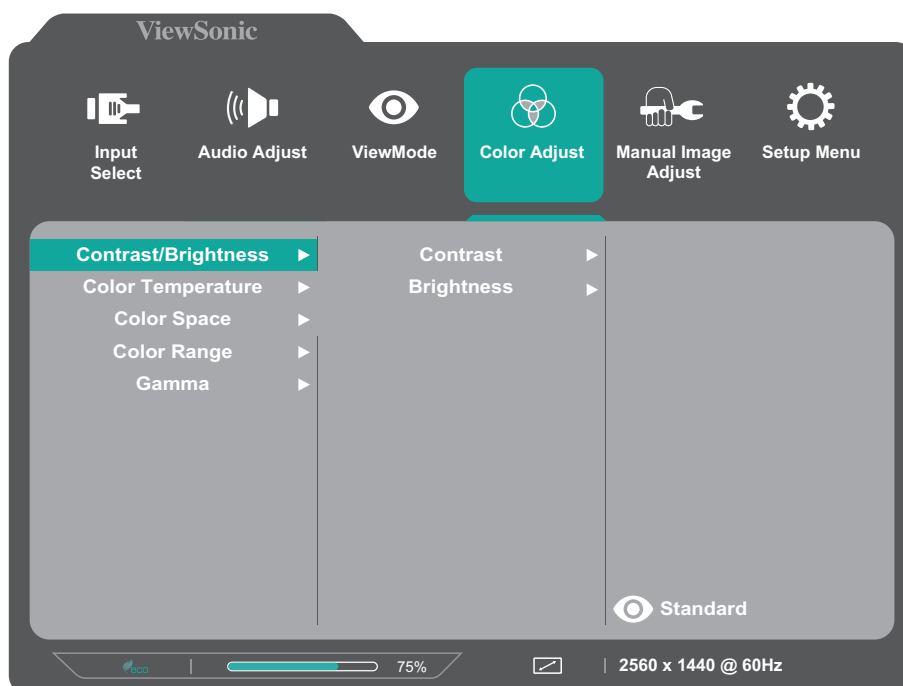 ViewSonic
Input
Select
Audio Adjust
ViewMode
Color Adjust
Manual Image
Adjust
Setup Menu
Contrast/Brightness
Color Temperature
Color Space
Color Range
Gamma
Contrast
Brightness
Standard
eco
75%
2560 x 1440 @ 60Hz